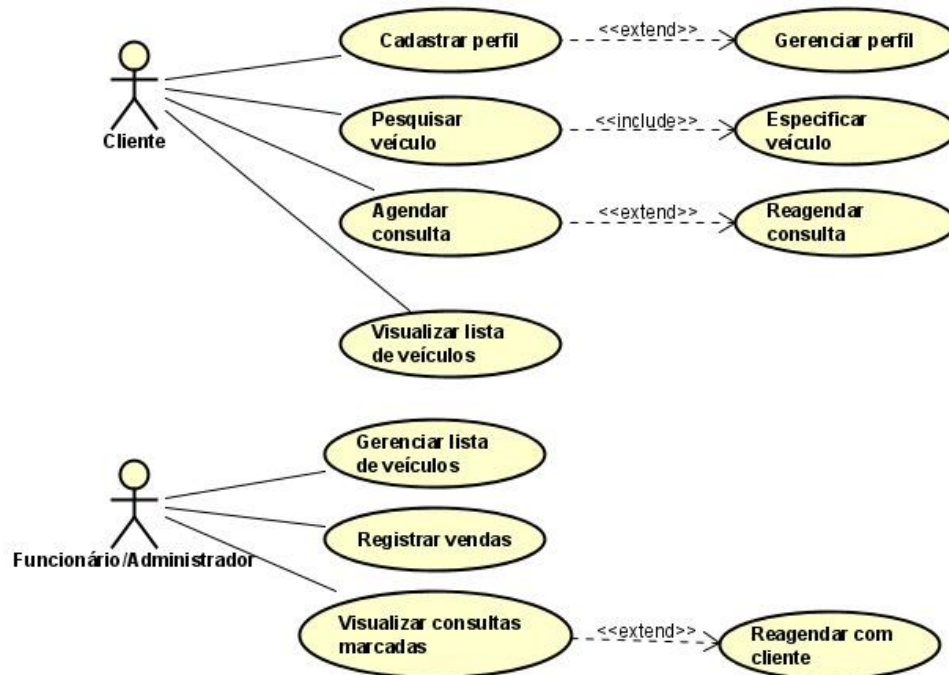 Cadastrar perfil
<<extend>>
Gerenciar perfil
Cliente
Pesquisar
veículo
<<include>>
Especificar
veículo
Agendar
consulta
<<extend>>
Reagendar
consulta
Visualizar lista
de veículos
Gerenciar lista
de veículos
Funcionário/Administrador
Registrar vendas
Visualizar consultas
marcadas
<<extend>>
Reagendar com
cliente